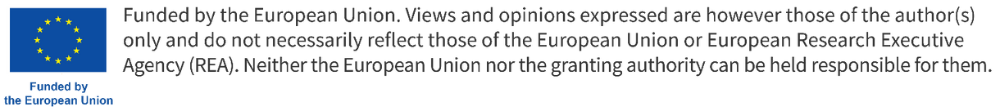 Funded by the European Union. Views and opinions expressed are however those of the author(s)
only and do not necessarily reflect those of the European Union or European Research Executive
Agency (REA). Neither the European Union nor the granting authority can be held responsible for them.
Funded by
the European Union